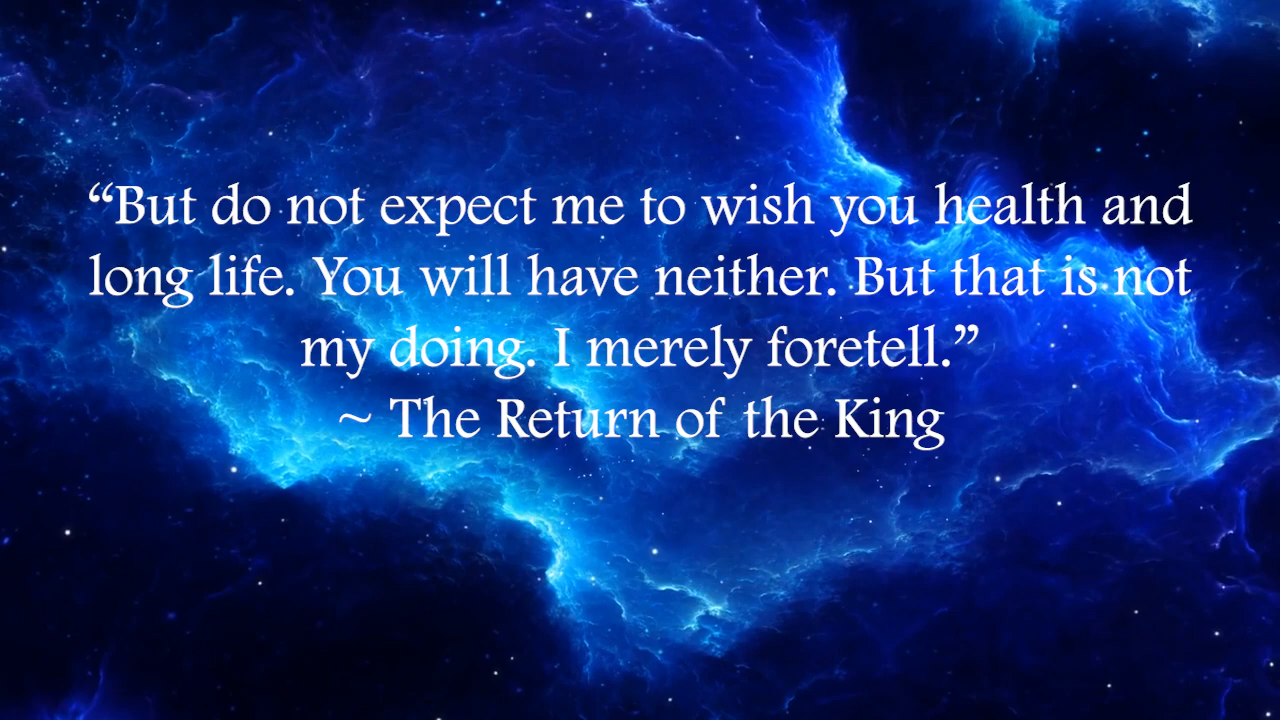 “But do not expect me to wish you health and
long life. You will have neither. But that is not
my doing. I merely foretell.”
~ The Return of the King